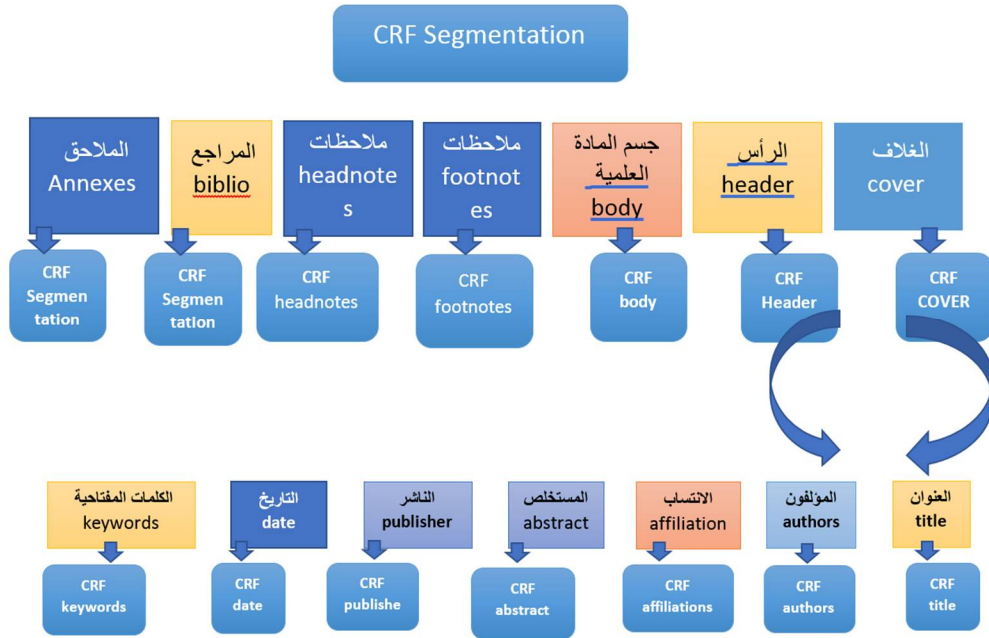 CRF Segmentation
الملاحق
Annexes
المراجع
biblio
ملاحظات
headnote
s
ملاحظات
footnot
es
جسم المادة
العلمية
body
الرأس
header
الغلاف
cover
CRF
Segmen
tation
CRF
Segmen
tation
CRF
headnotes
CRF
footnotes
CRF
body
CRF
Header
CRF
COVER
الكلمات المفتاحية
keywords
التاريخ
date
الناشر
publisher
المستخلص
abstract
الانتساب
affiliation
المؤلفون
authors
العنوان
title
CRF
keywords
CRF
date
CRF
publishe
CRF
abstract
CRF
affiliations
CRF
authors
CRF
title